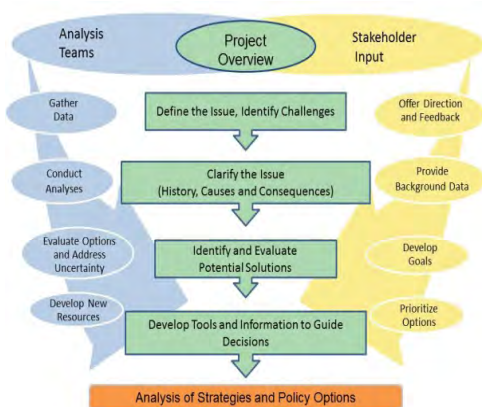 Analysis
Teams
Project
Overview
Stakeholder
Input
Gather
Data
Define the Issue, Identify Challenges
Offer Direction
and Feedback
Conduct
Analyses
Clarify the Issue
(History, Causes and Consequences)
Provide
Background Data
Evaluate Options
and Address
Uncertainty
Identify and Evaluate
Potential Solutions
Develop
Goals
Develop New
Resources
Develop Tools and Information to Guide
Decisions
Prioritize
Options
Analysis of Strategies and Policy Options